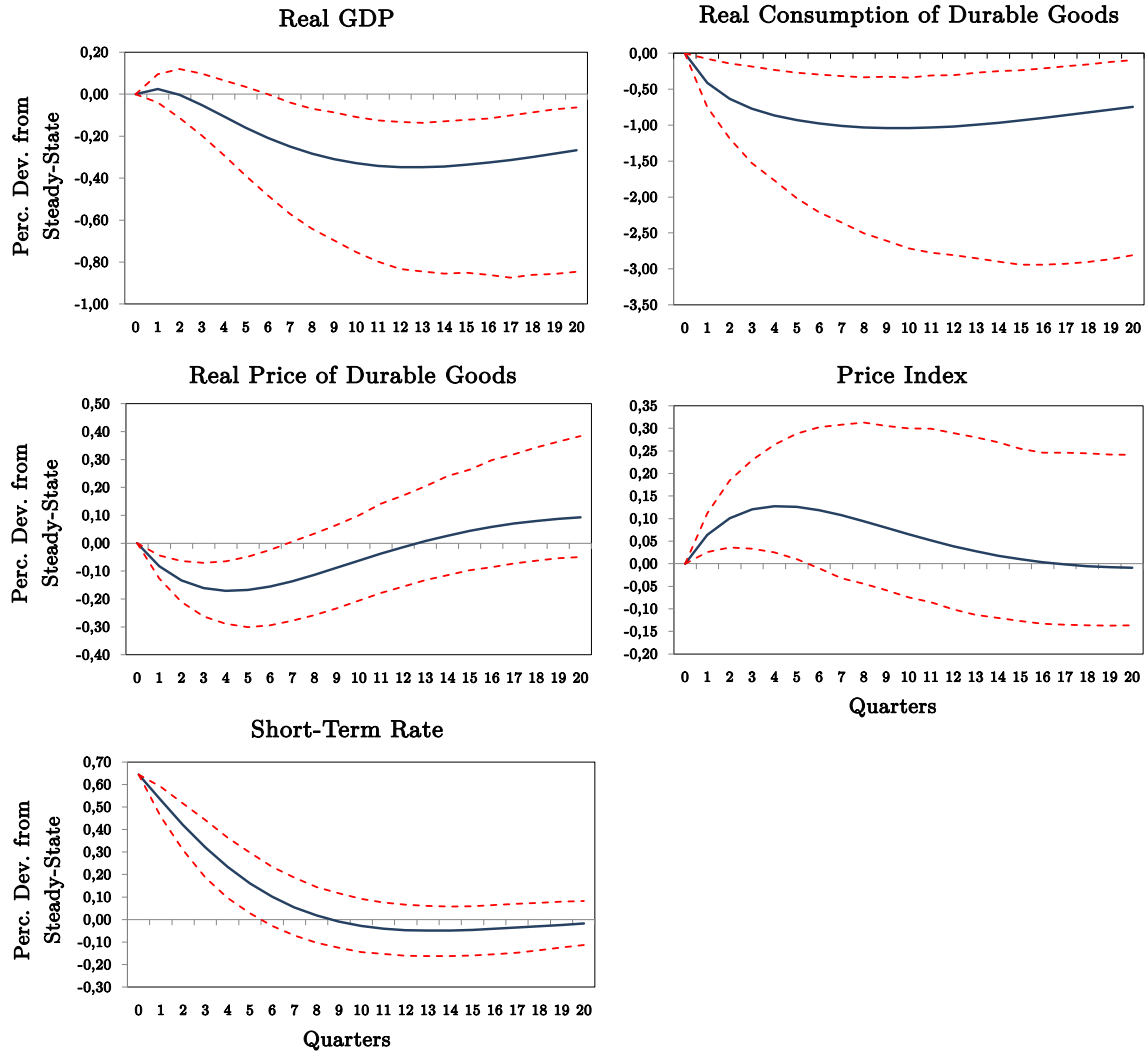 Real GDP
Perc. Dev. from
Steady-State
0,20
0,00
-0,20
-0,40
-0,60
-0,80
-1,00
0 1 2 3 4 5 6 7 8 9 10 11 12 13 14 15 16 17 18 19 20
Real Consumption of Durable Goods
0,00
-0,50
-1,00
-1,50
-2,00
-2,50
-3,00
-3,50
0 1 2 3 4 5 6 7 8 9 10 11 12 13 14 15 16 17 18 19 20
Real Price of Durable Goods
Perc. Dev. from
Steady-State
0,50
0,40
0,30
0,20
0,10
0,00
-0,10
-0,20
-0,30
-0,40
0 1 2 3 4 5 6 7 8 9 10 11 12 13 14 15 16 17 18 19 20
Price Index
0,35
0,30
0,25
0,20
0,15
0,10
0,05
0,00
-0,05
-0,10
-0,15
-0,20
0 1 2 3 4 5 6 7 8 9 10 11 12 13 14 15 16 17 18 19 20
Quarters
Short-Term Rate
Perc. Dev. from
Steady-State
0,70
0,60
0,50
0,40
0,30
0,20
0,10
0,00
-0,10
-0,20
-0,30
0 1 2 3 4 5 6 7 8 9 10 11 12 13 14 15 16 17 18 19 20
Quarters